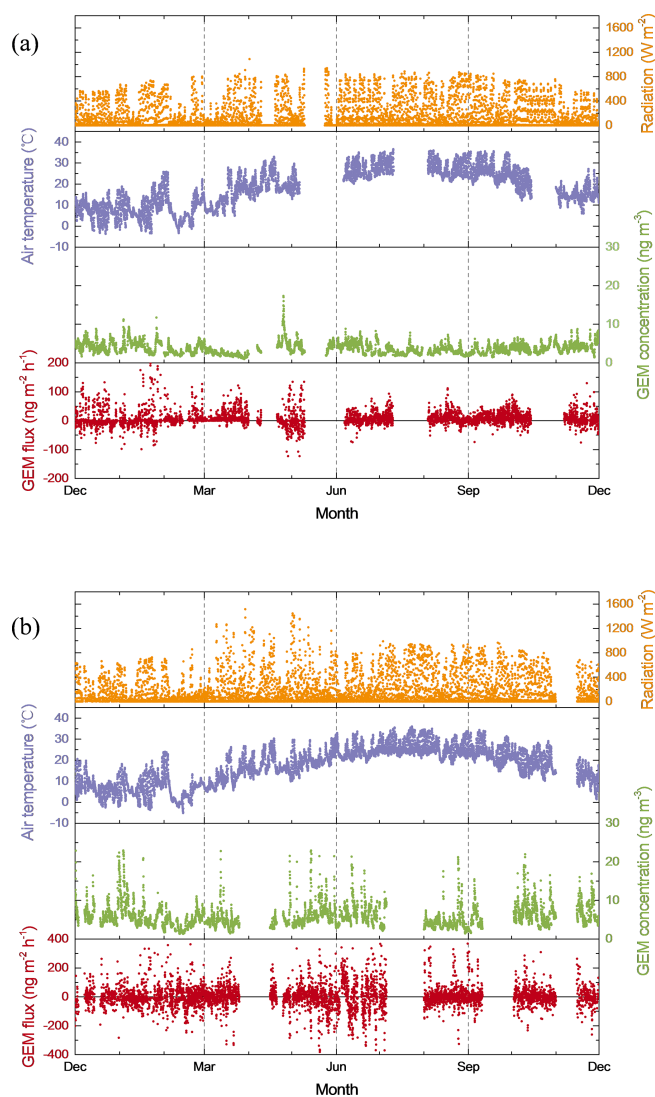 (a)
1600
1200
800
400
0
Radiation (W m-2)
40
30
20
10
0
-10
Air temperature (℃)
30
20
10
0
GEM concentration (ng m-3)
200
100
0
-100
-200
GEM flux (ng m-2 h-1)
Dec Mar Jun Sep Dec
Month
(b)
1600
1200
800
400
0
Radiation (W m-2)
40
30
20
10
0
-10
Air temperature (℃)
30
20
10
0
GEM concentration (ng m-3)
400
200
0
-200
-400
GEM flux (ng m-2 h-1)
Dec Mar Jun Sep Dec
Month